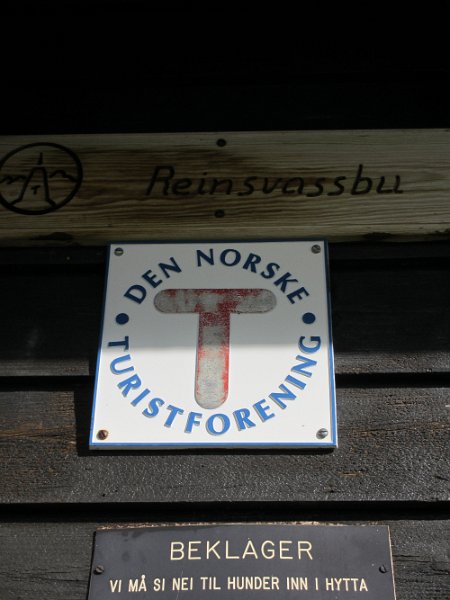 Reinsvassbu
DEN NORSKE
T
TURISTFORENING
BEKLAGER
VI MÅ SI NEI TIL HUNDER INN I HYTTA